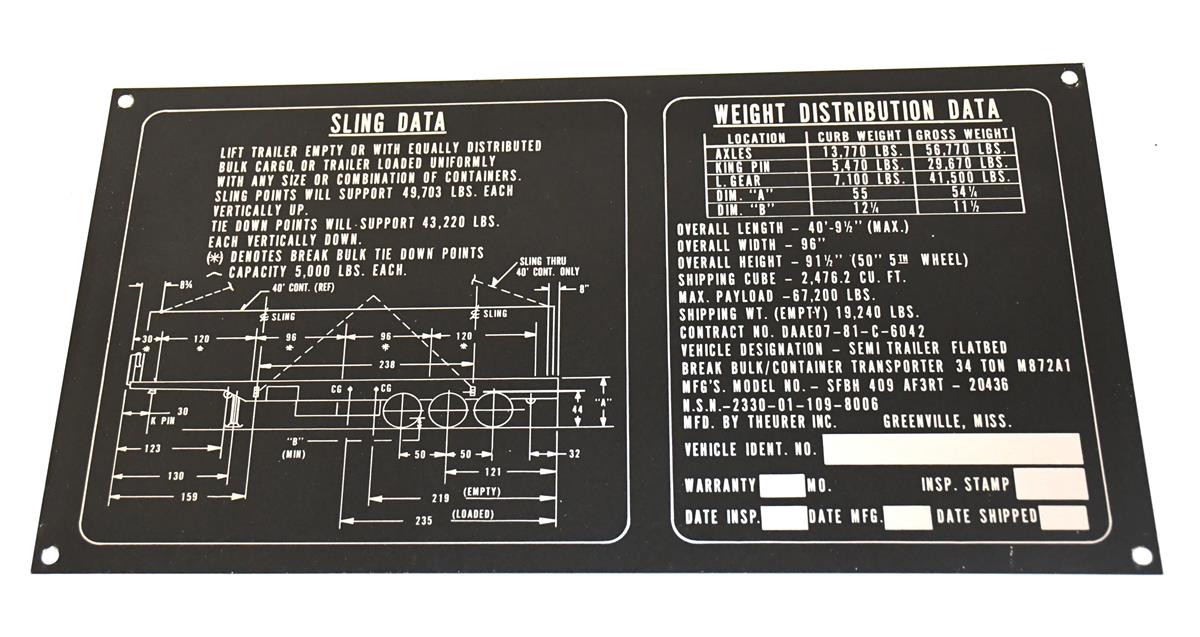 SLING DATA
LIFT TRAILER EMPTY OR WITH EQUALLY DISTRIBUTED
BULK CARGO, OR TRAILER LOADED UNIFORMLY
WITH ANY SIZE OR COMBINATION OF CONTAINERS.
SLING POINTS WILL SUPPORT 49,703 LBS. EACH
VERTICALLY UP.
TIE DOWN POINTS WILL SUPPORT 43,220 LBS.
EACH VERTICALLY DOWN.
(*) DENOTES BREAK BULK TIE DOWN POINTS
CAPACITY 5,000 LBS. EACH.
SLING THRU
40' CONT. ONLY
8¾
40' CONT. (REF)
8"
SLING
SLING
30 120 96 96 120
* * * * *
238
CG CG
"A"
44
30
K PIN
"B"
(MIN)
123
50 50 32
130
121
159
219 (EMPTY)
235 (LOADED)
WEIGHT DISTRIBUTION DATA
LOCATION CURB WEIGHT GROSS WEIGHT
AXLES 13,770 LBS. 56,770 LBS.
KING PIN 5,470 LBS. 29,670 LBS.
L. GEAR 7,100 LBS. 41,500 LBS.
DIM. "A" 55 54¼
DIM. "B" 12¼ 11½
OVERALL LENGTH - 40'-9½" (MAX.)
OVERALL WIDTH - 96"
OVERALL HEIGHT - 91½" (50" 5TH WHEEL)
SHIPPING CUBE - 2,476.2 CU. FT.
MAX. PAYLOAD -67,200 LBS.
SHIPPING WT. (EMPTY) 19,240 LBS.
CONTRACT NO. DAAE07-81-C-6042
VEHICLE DESIGNATION - SEMI TRAILER FLATBED
BREAK BULK/CONTAINER TRANSPORTER 34 TON M872A1
MFG'S. MODEL NO. - SFBH 409 AF3RT - 20436
N.S.N.-2330-01-109-8006
MFD. BY THEURER INC. GREENVILLE, MISS.
VEHICLE IDENT. NO.
WARRANTY MO. INSP. STAMP
DATE INSP. DATE MFG. DATE SHIPPED